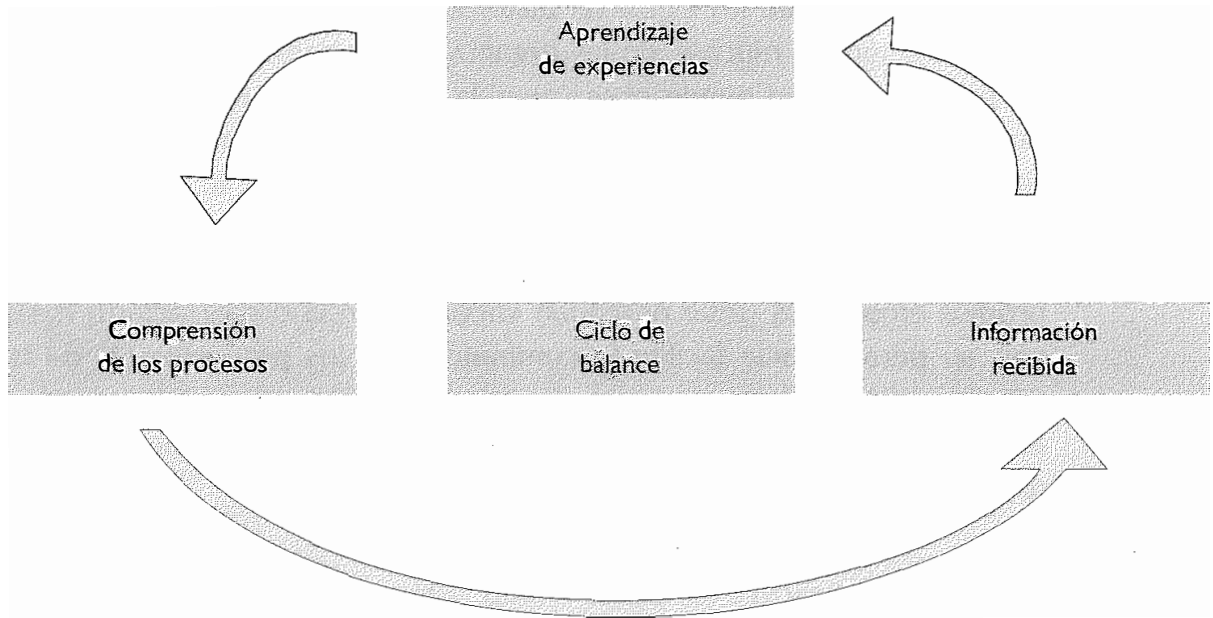 Aprendizaje
de experiencias
Comprensión
de los procesos
Ciclo de
balance
Información
recibida